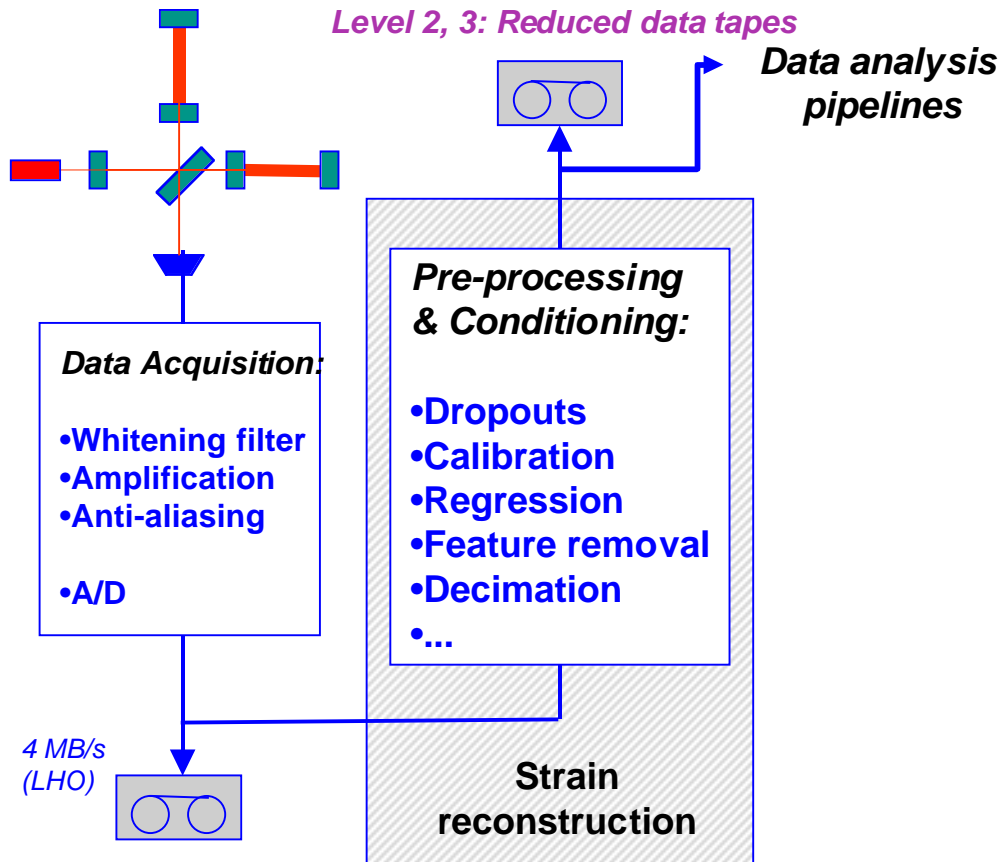 Level 2, 3: Reduced data tapes
Data analysis
pipelines
Pre-processing
& Conditioning:
•Dropouts
•Calibration
•Regression
•Feature removal
•Decimation
•...
Data Acquisition:
•Whitening filter
•Amplification
•Anti-aliasing
•A/D
4 MB/s
(LHO)
Strain
reconstruction